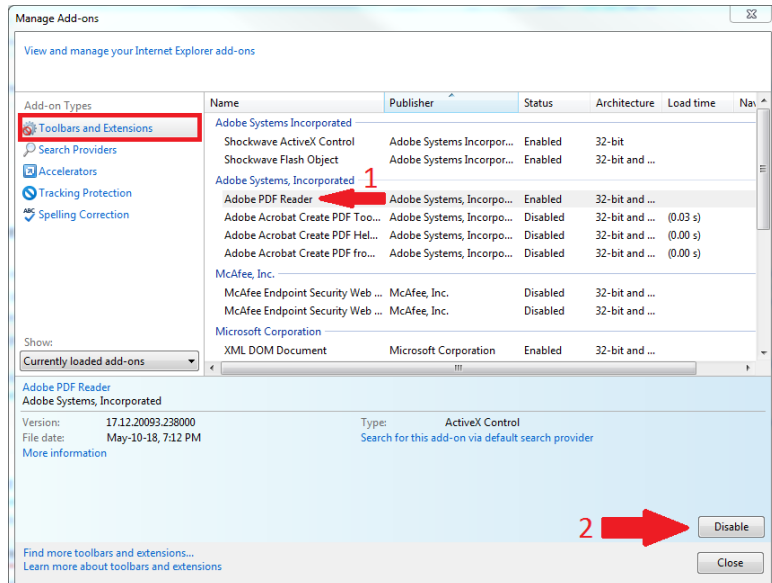 Manage Add-ons
View and manage your Internet Explorer add-ons
Add-on Types
Toolbars and Extensions
Search Providers
Accelerators
Tracking Protection
Spelling Correction
Show:
Currently loaded add-ons
Name Publisher Status Architecture Load time Nav
Adobe Systems Incorporated
Shockwave ActiveX Control Adobe Systems Incorpor... Enabled 32-bit
Shockwave Flash Object Adobe Systems Incorpor... Enabled 32-bit and ...
Adobe Systems, Incorporated
1
Adobe PDF Reader Adobe Systems, Incorpo... Enabled 32-bit and ...
Adobe Acrobat Create PDF Too... Adobe Systems, Incorpo... Disabled 32-bit and ... (0.03 s)
Adobe Acrobat Create PDF Hel... Adobe Systems, Incorpo... Disabled 32-bit and ... (0.00 s)
Adobe Acrobat Create PDF fro... Adobe Systems, Incorpo... Disabled 32-bit and ... (0.00 s)
McAfee, Inc.
McAfee Endpoint Security Web ... McAfee, Inc. Disabled 32-bit and ...
McAfee Endpoint Security Web ... McAfee, Inc. Disabled 32-bit and ...
Microsoft Corporation
XML DOM Document Microsoft Corporation Enabled 32-bit and ...
Adobe PDF Reader
Adobe Systems, Incorporated
Version: 17.12.20093.238000
File date: May-10-18, 7:12 PM
More information
Type: ActiveX Control
Search for this add-on via default search provider
2
Disable
Find more toolbars and extensions...
Learn more about toolbars and extensions
Close